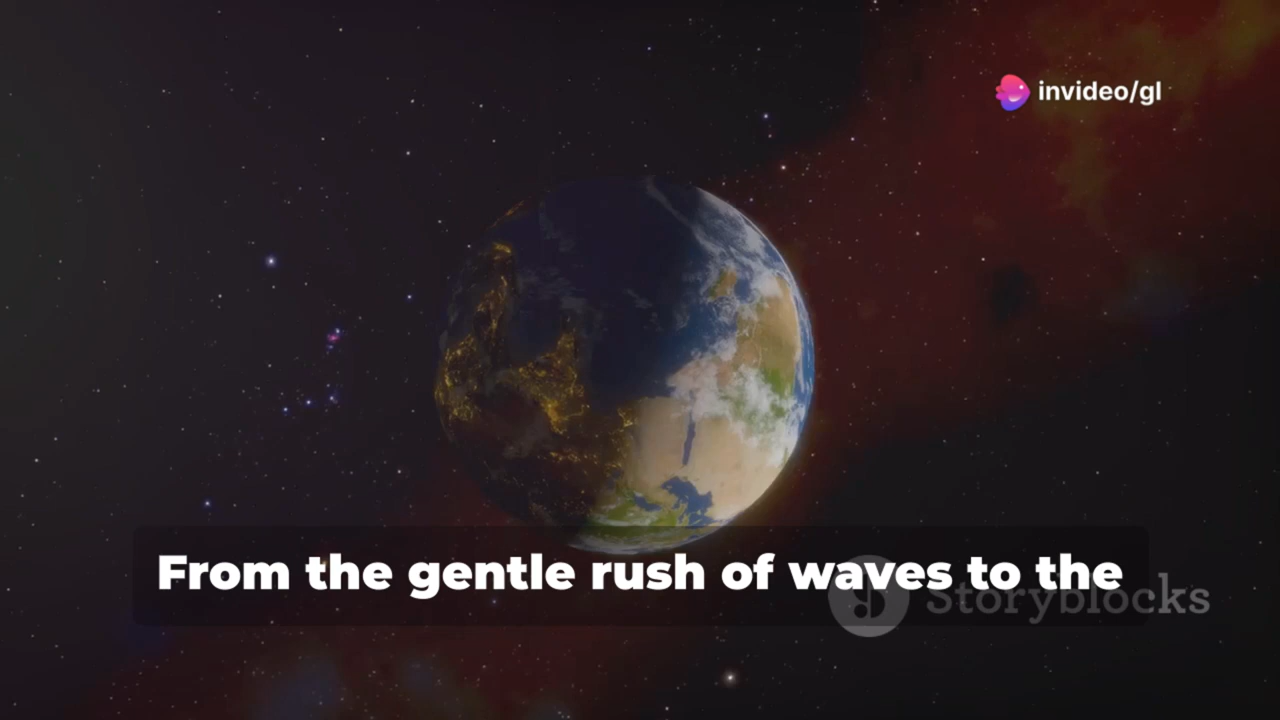 invideo/gl
From the gentle rush of waves to the
Storyblocks